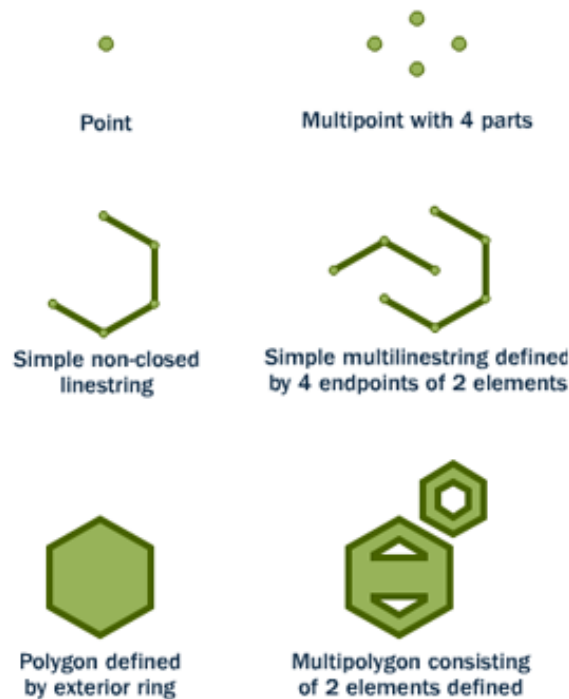 Point
Multipoint with 4 parts
Simple non-closed
linestring
Simple multilinestring defined
by 4 endpoints of 2 elements
Polygon defined
by exterior ring
Multipolygon consisting
of 2 elements defined